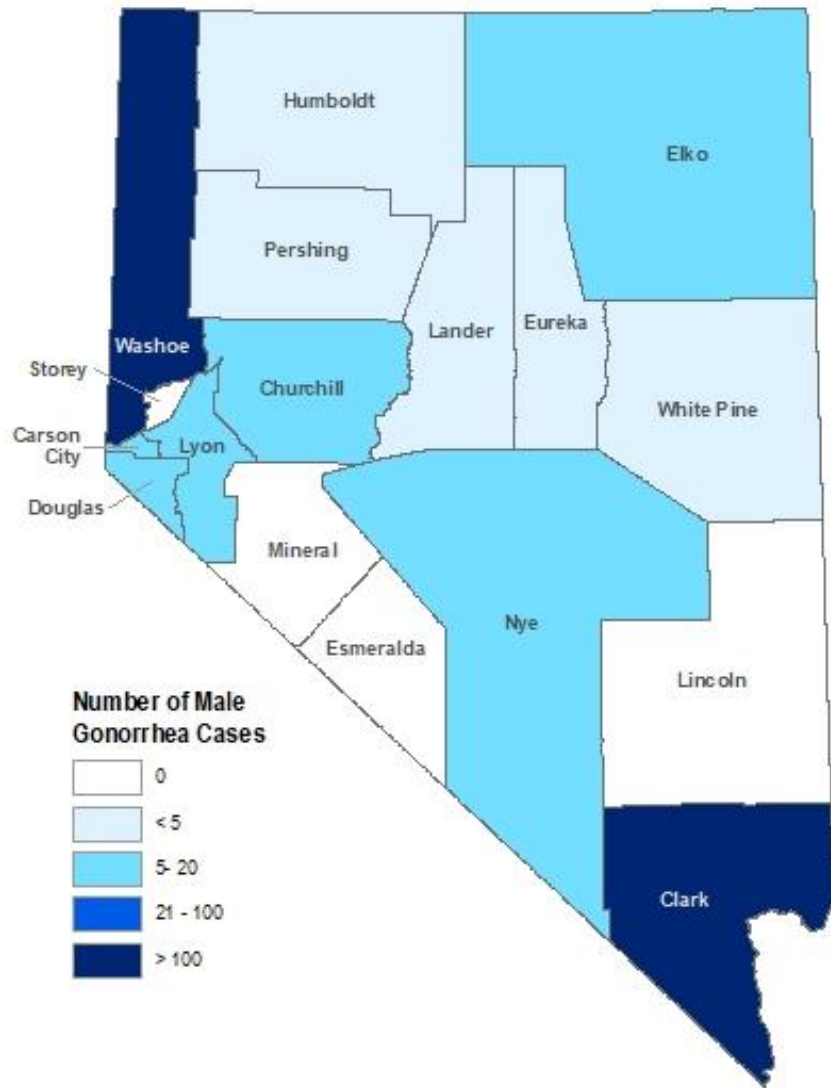 Humboldt
Elko
Pershing
Lander
Eureka
Washoe
Storey
Churchill
White Pine
Carson
City
Lyon
Douglas
Mineral
Nye
Esmeralda
Lincoln
Number of Male
Gonorrhea Cases
0
< 5
5- 20
21 - 100
> 100
Clark